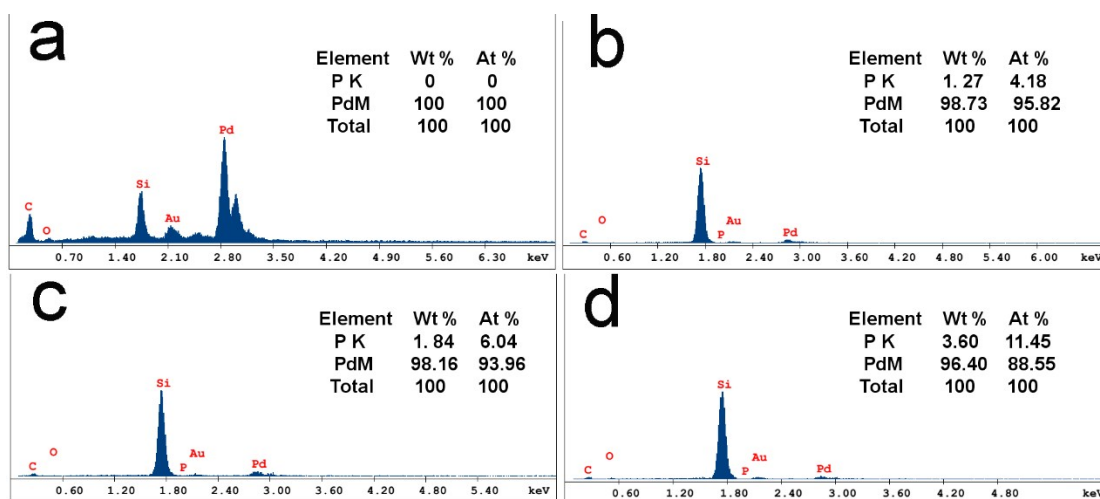 a
Element Wt % At %
P K 0 0
PdM 100 100
Total 100 100
Pd
Si
C
Au
O
0.70 1.40 2.10 2.80 3.50 4.20 4.90 5.60 6.30 keV
b
Element Wt % At %
P K 1. 27 4.18
PdM 98.73 95.82
Total 100 100
Si
O Au
C P Pd
0.60 1.20 1.80 2.40 3.00 3.60 4.20 4.80 5.40 6.00 keV
c
Element Wt % At %
P K 1. 84 6.04
PdM 98.16 93.96
Total 100 100
Si
O Au
C P Pd
0.60 1.20 1.80 2.40 3.00 3.60 4.20 4.80 5.40 keV
d
Element Wt % At %
P K 3.60 11.45
PdM 96.40 88.55
Total 100 100
Si
O Au
C P Pd
0.60 1.20 1.80 2.40 3.00 3.60 4.20 4.80 keV